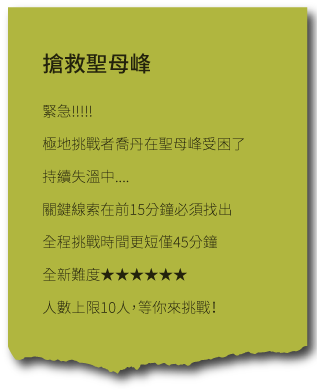 搶救聖母峰
緊急!!!!!
極地挑戰者喬丹在聖母峰受困了
持續失溫中....
關鍵線索在前15分鐘必須找出
全程挑戰時間更短僅45分鐘
全新難度★★★★★★
人數上限10人，等你來挑戰！